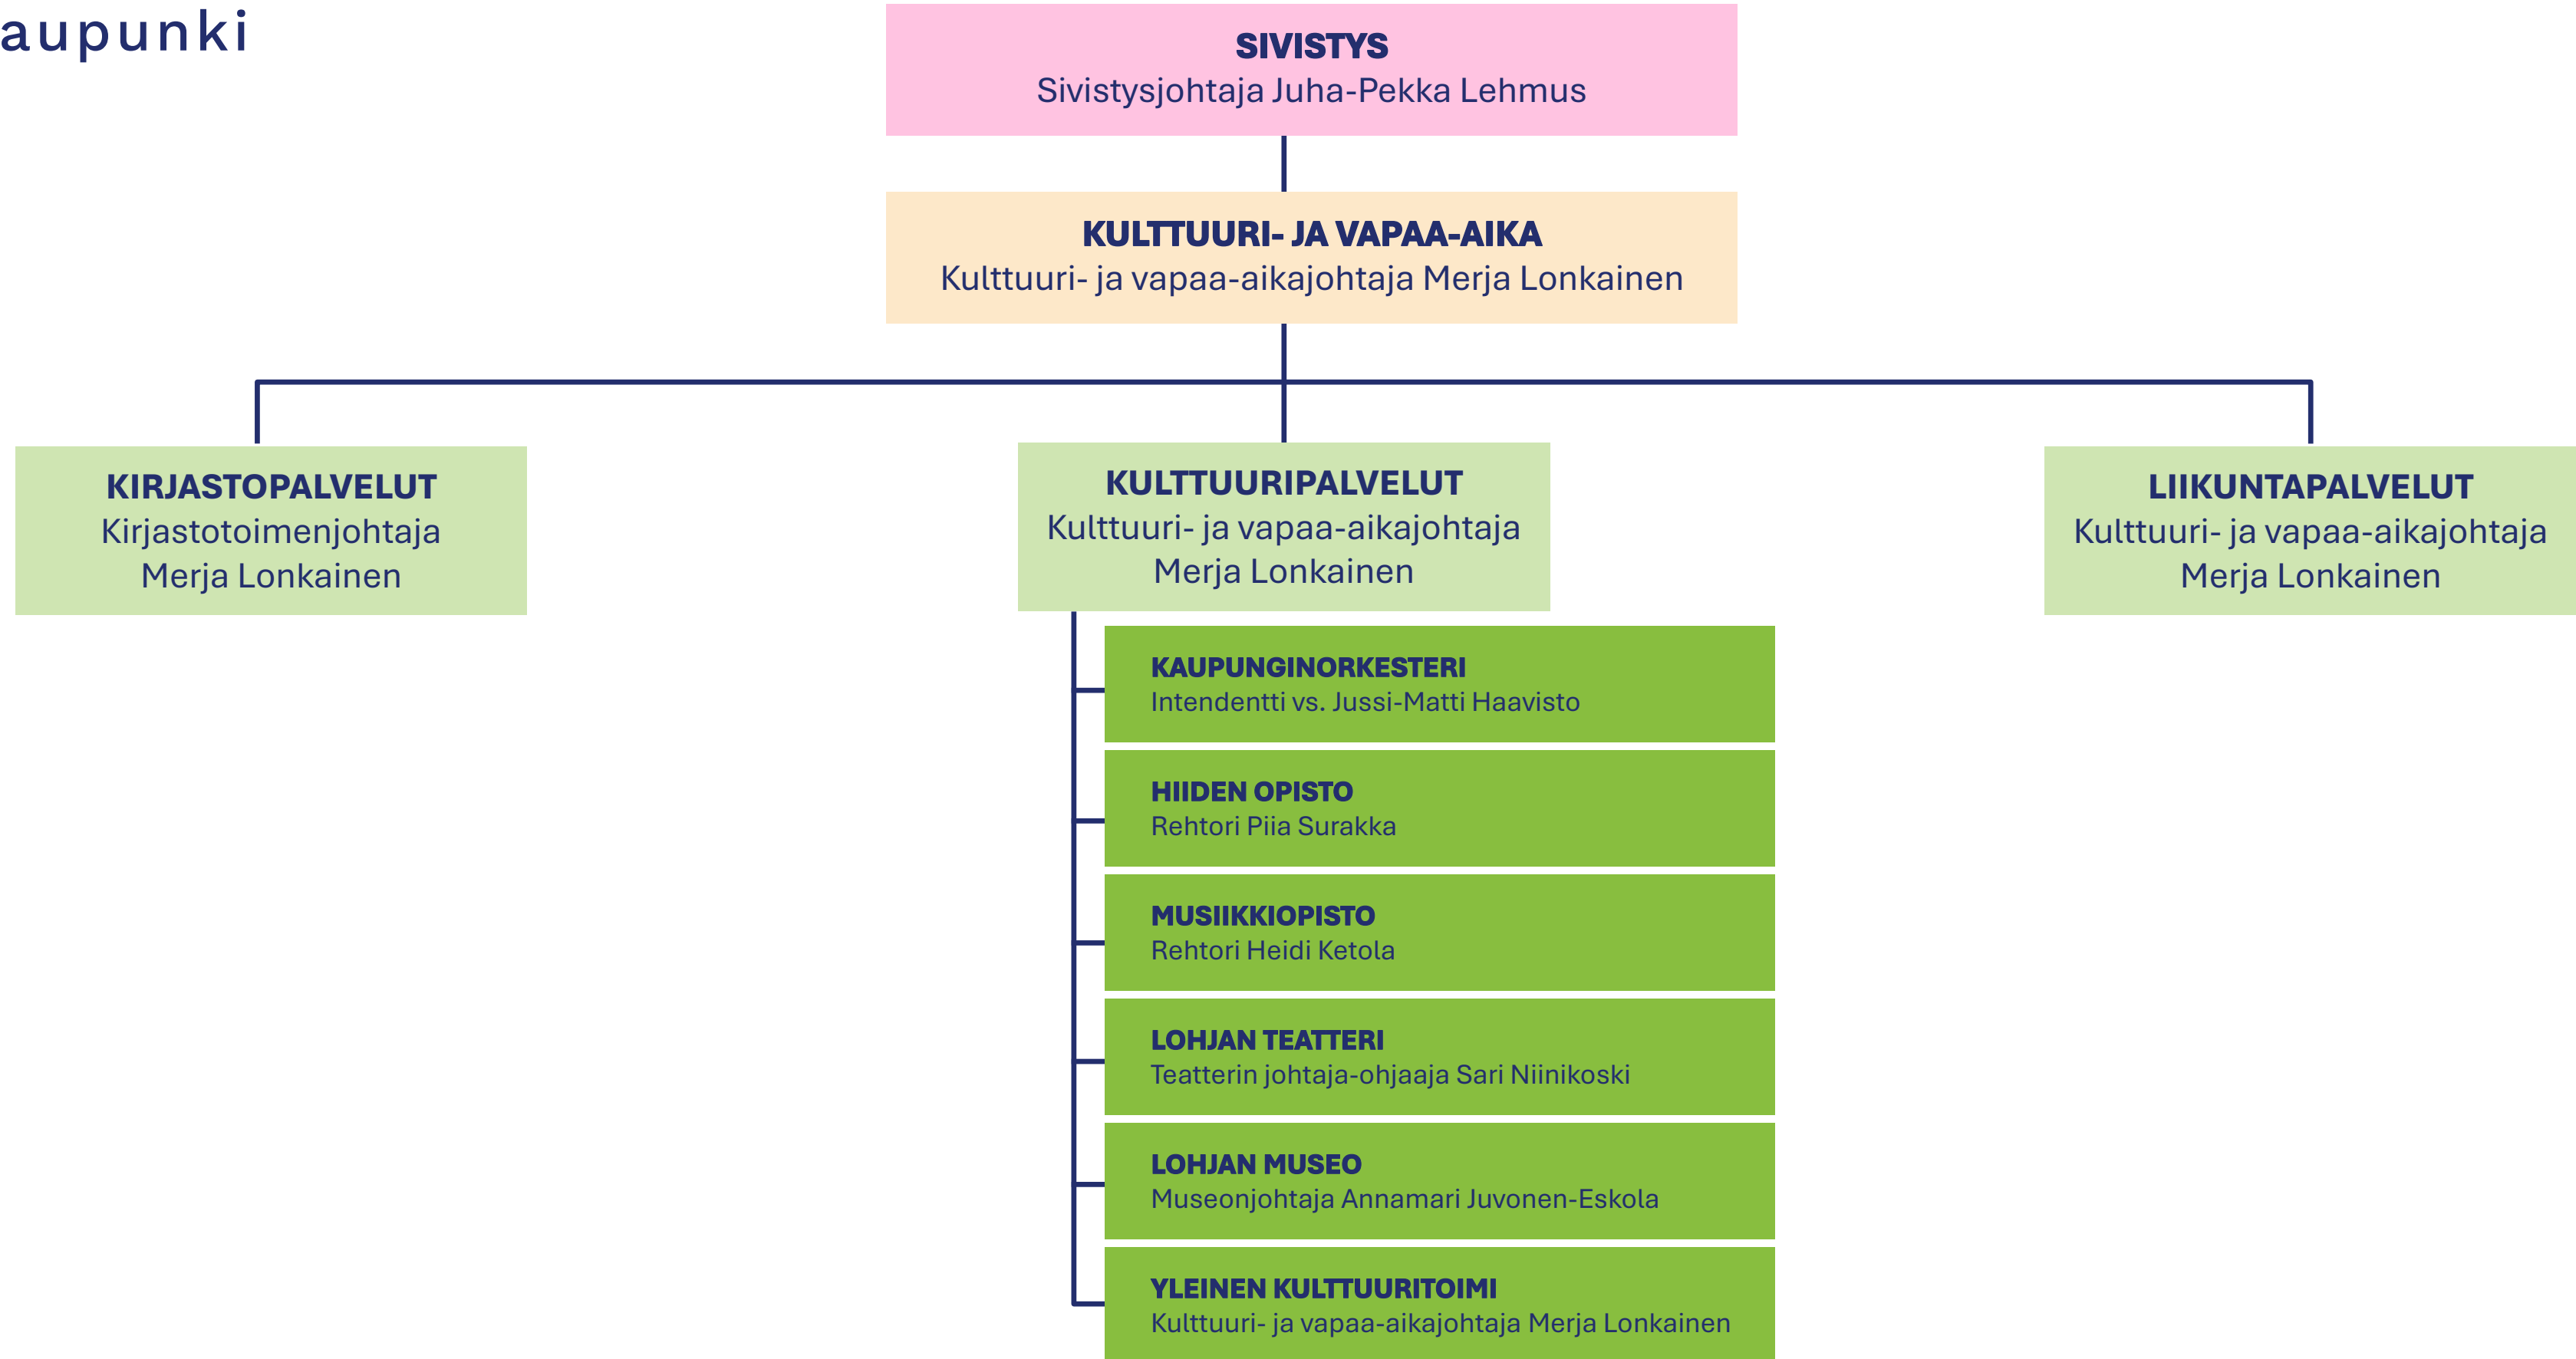 aupunki
SIVISTYS
Sivistysjohtaja Juha-Pekka Lehmus
KULTTUURI- JA VAPAA-AIKA
Kulttuuri- ja vapaa-aikajohtaja Merja Lonkainen
KIRJASTOPALVELUT
Kirjastotoimenjohtaja
Merja Lonkainen
KULTTUURIPALVELUT
Kulttuuri- ja vapaa-aikajohtaja
Merja Lonkainen
LIIKUNTAPALVELUT
Kulttuuri- ja vapaa-aikajohtaja
Merja Lonkainen
KAUPUNGINORKESTERI
Intendentti vs. Jussi-Matti Haavisto
HIIDEN OPISTO
Rehtori Piia Surakka
MUSIIKKIOPISTO
Rehtori Heidi Ketola
LOHJAN TEATTERI
Teatterin johtaja-ohjaaja Sari Niinikoski
LOHJAN MUSEO
Museonjohtaja Annamari Juvonen-Eskola
YLEINEN KULTTUURITOIMI
Kulttuuri- ja vapaa-aikajohtaja Merja Lonkainen